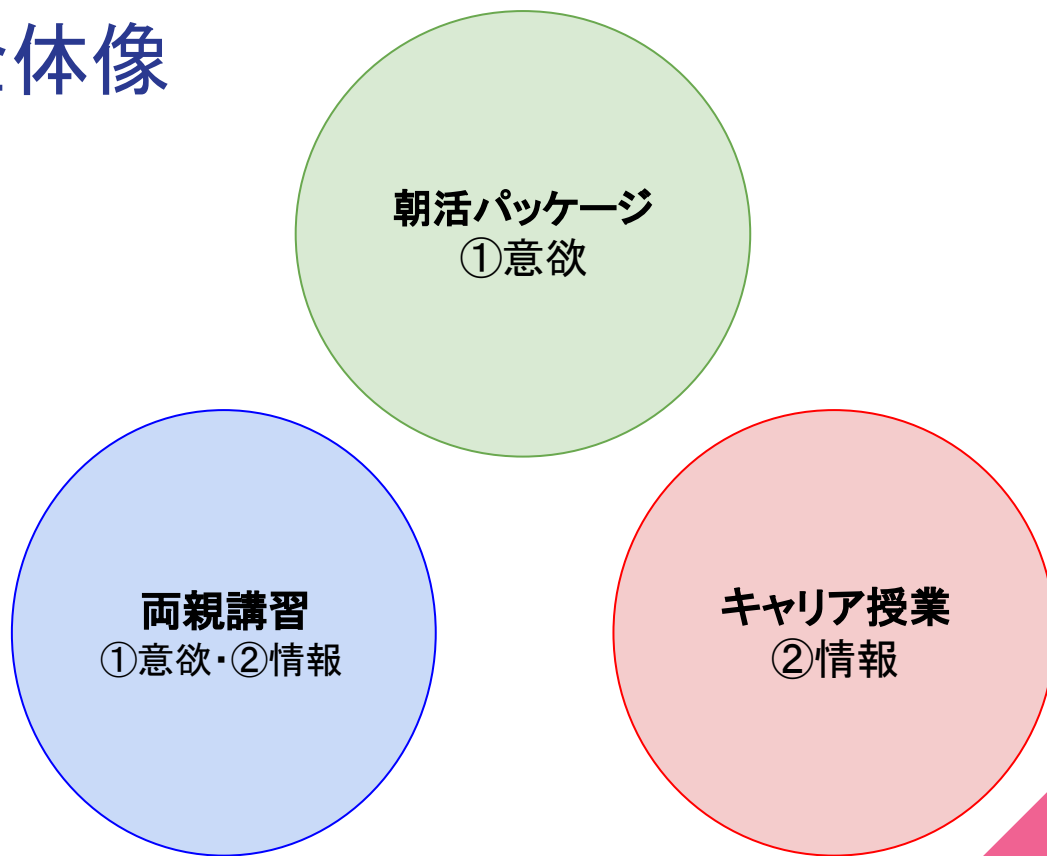 体像
朝活パッケージ
①意欲
両親講習
①意欲・②情報
キャリア授業
②情報